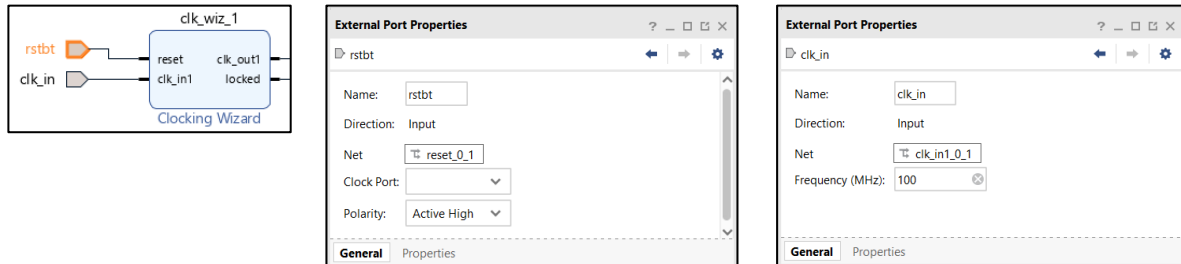 clk_wiz_1
rstbt
reset clk_out1
clk_in
clk_in1 locked
Clocking Wizard
External Port Properties
rstbt
Name: rstbt
Direction: Input
Net reset_0_1
Clock Port:
Polarity: Active High
General Properties
External Port Properties
clk_in
Name: clk_in
Direction: Input
Net clk_in1_0_1
Frequency (MHz): 100
General Properties